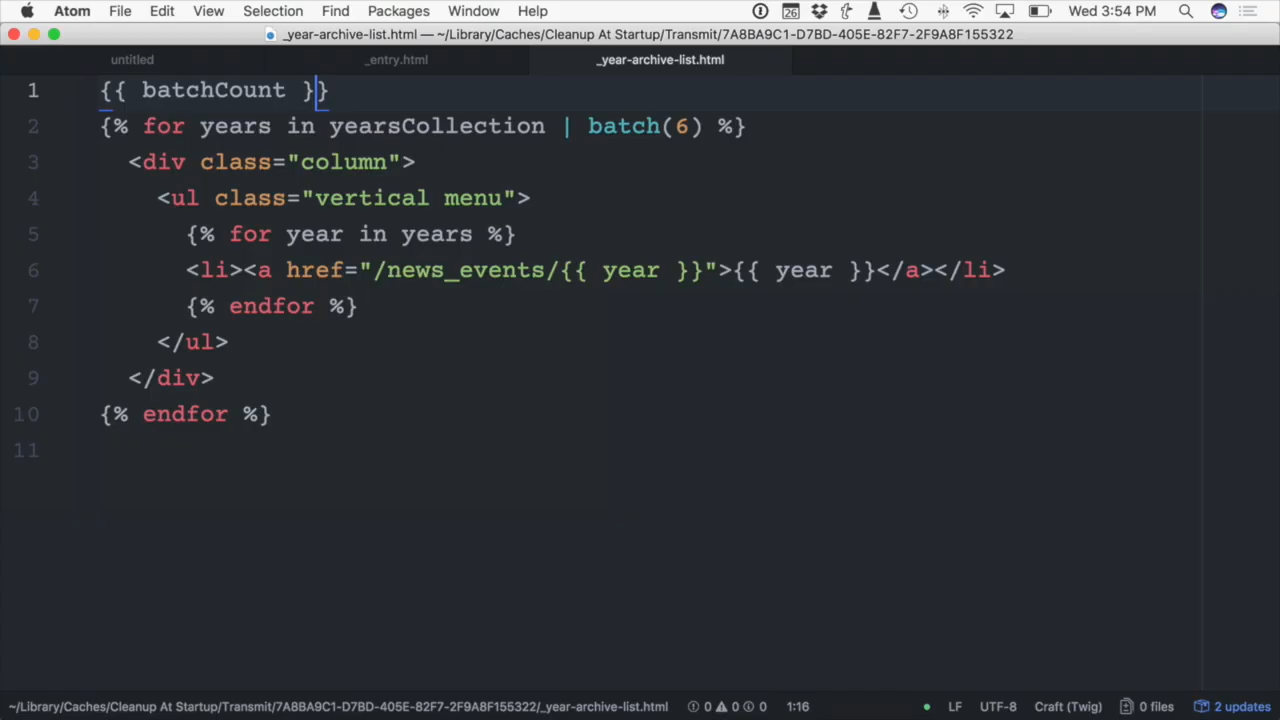 Atom File Edit View Selection Find Packages Window Help 26 Wed 3:54 PM
_year-archive-list.html — ~/Library/Caches/Cleanup At Startup/Transmit/7A8BA9C1-D7BD-405E-82F7-2F9A8F155322
untitled _entry.html _year-archive-list.html
1 {{ batchCount }}
2 {% for years in yearsCollection | batch(6) %}
3 <div class="column">
4 <ul class="vertical menu">
5 {% for year in years %}
6 <li><a href="/news_events/{{ year }}">{{ year }}</a></li>
7 {% endfor %}
8 </ul>
9 </div>
10 {% endfor %}
11
~/Library/Caches/Cleanup At Startup/Transmit/7A8BA9C1-D7BD-405E-82F7-2F9A8F155322/_year-archive-list.html 0 0 0 1:16 LF UTF-8 Craft (Twig) 0 files 2 updates